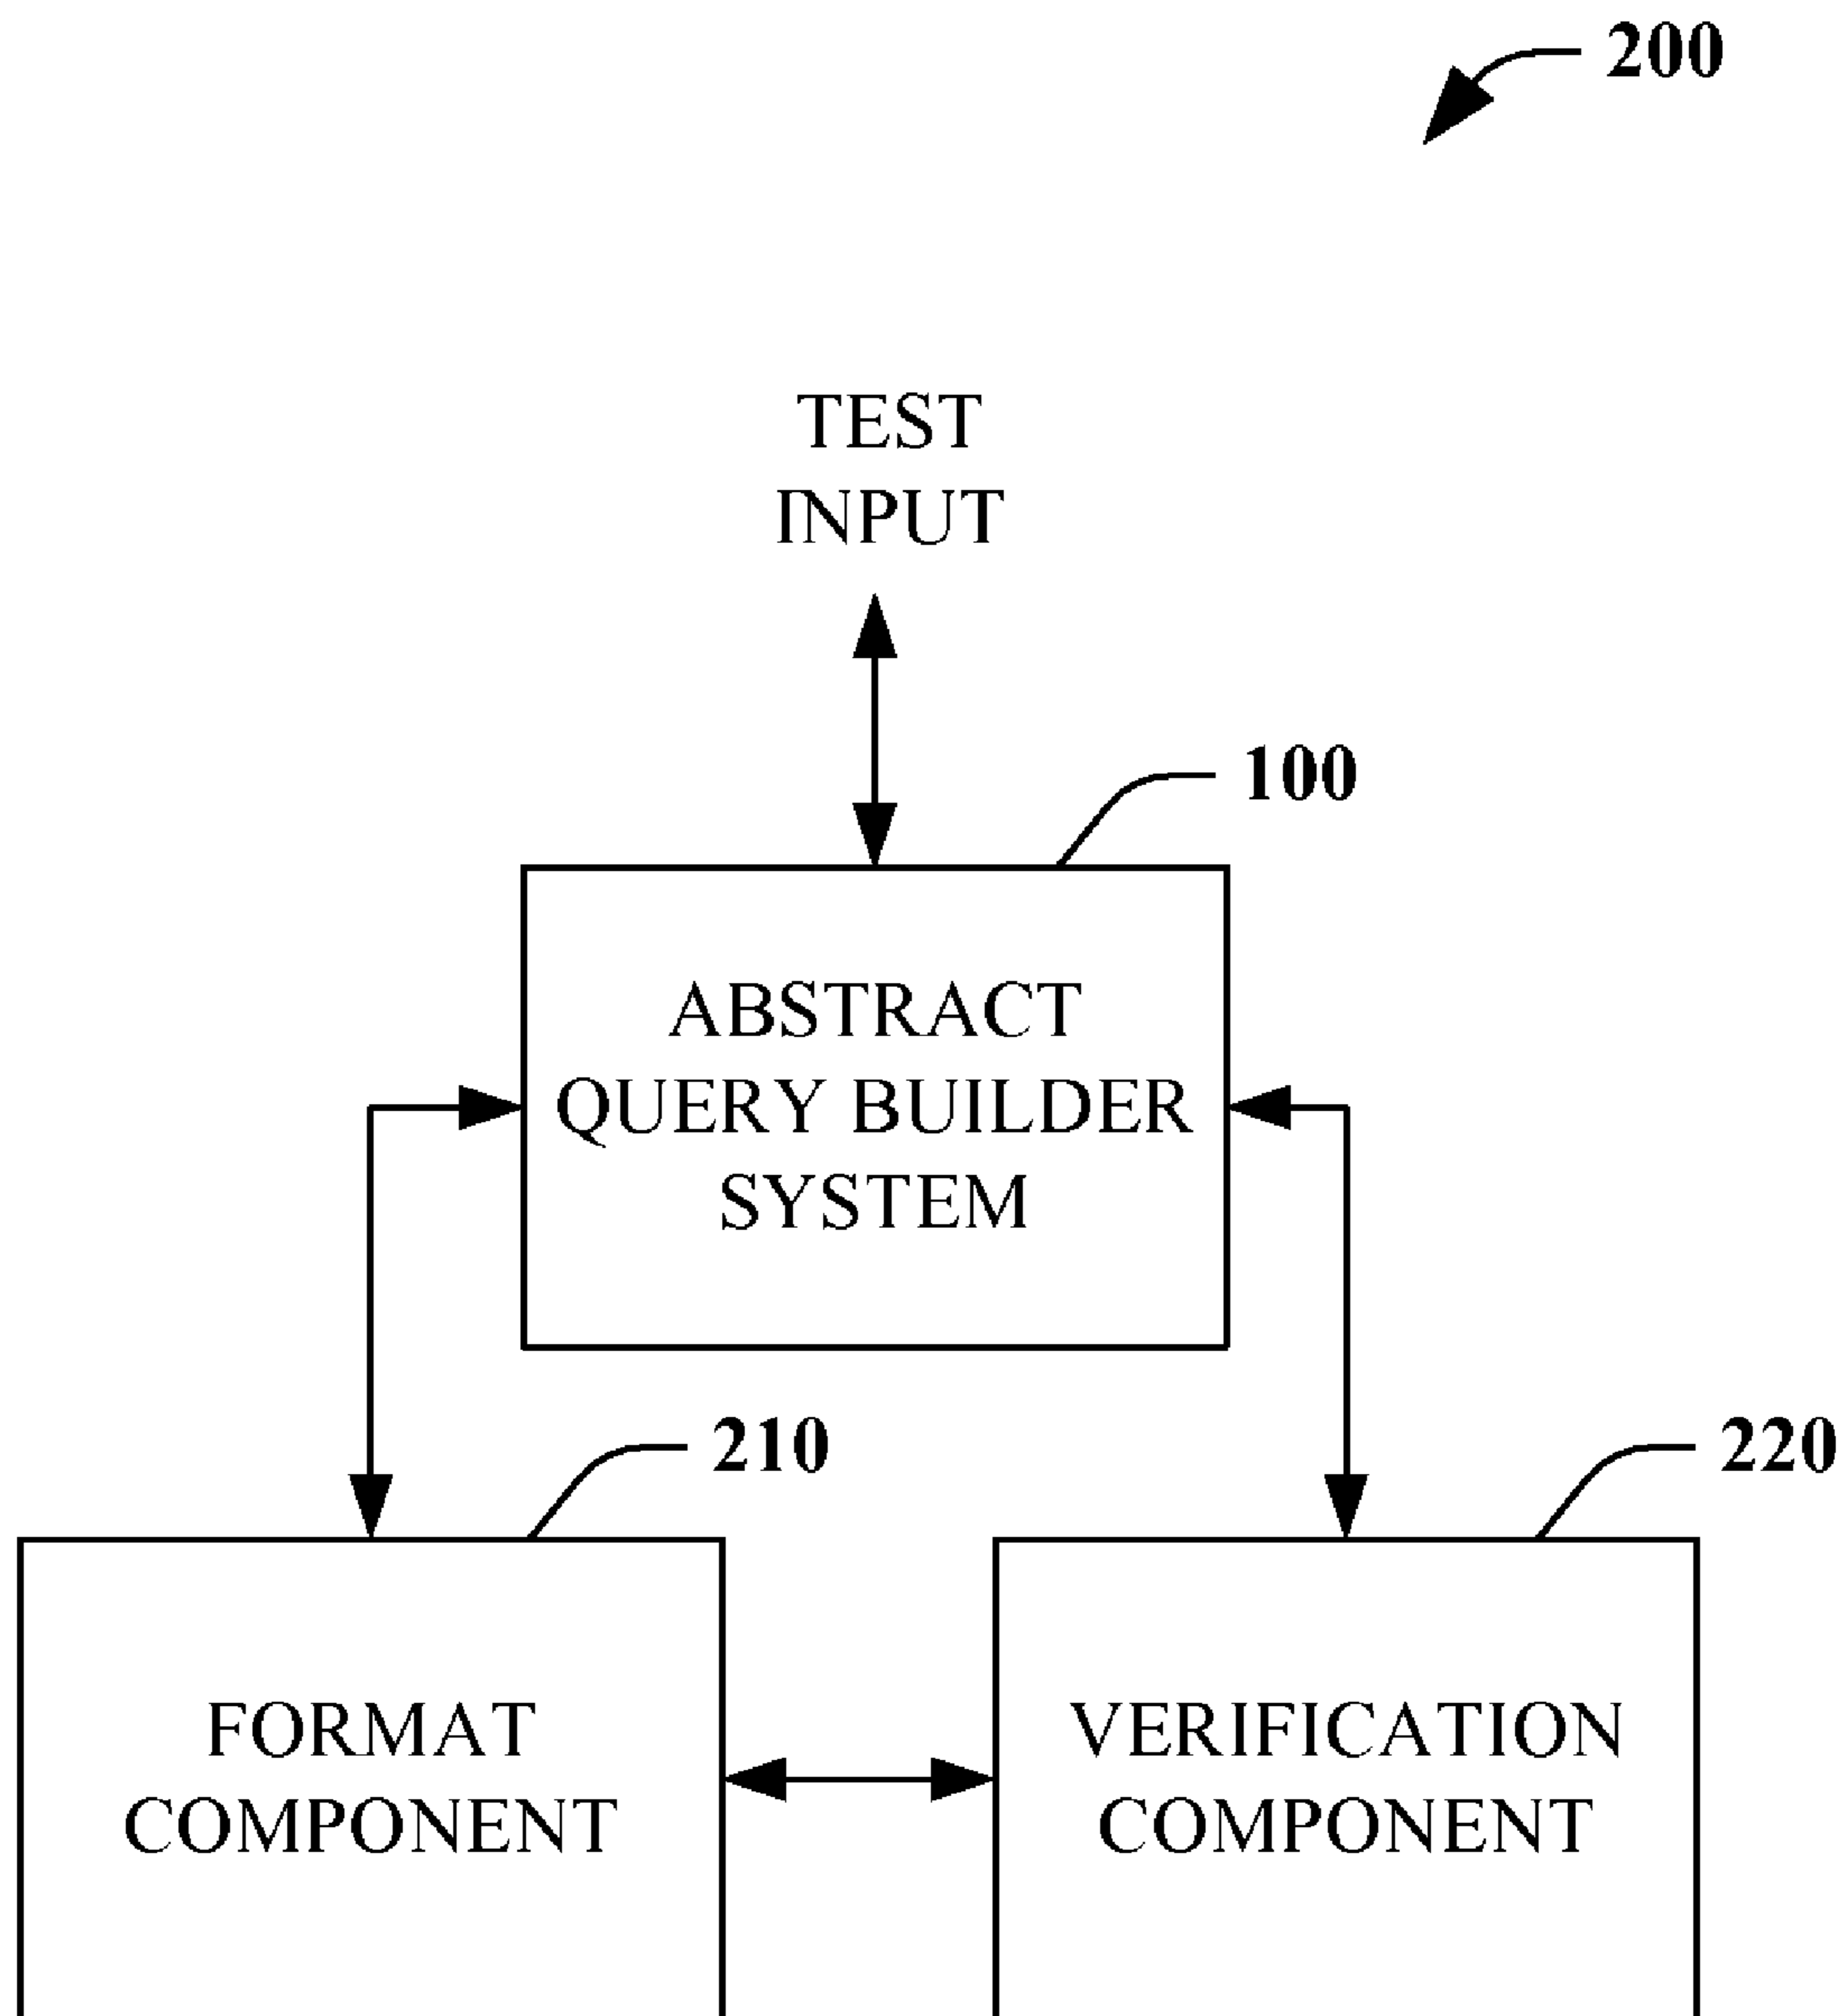 200
TEST
INPUT
100
ABSTRACT
QUERY BUILDER
SYSTEM
210
220
FORMAT
COMPONENT
VERIFICATION
COMPONENT